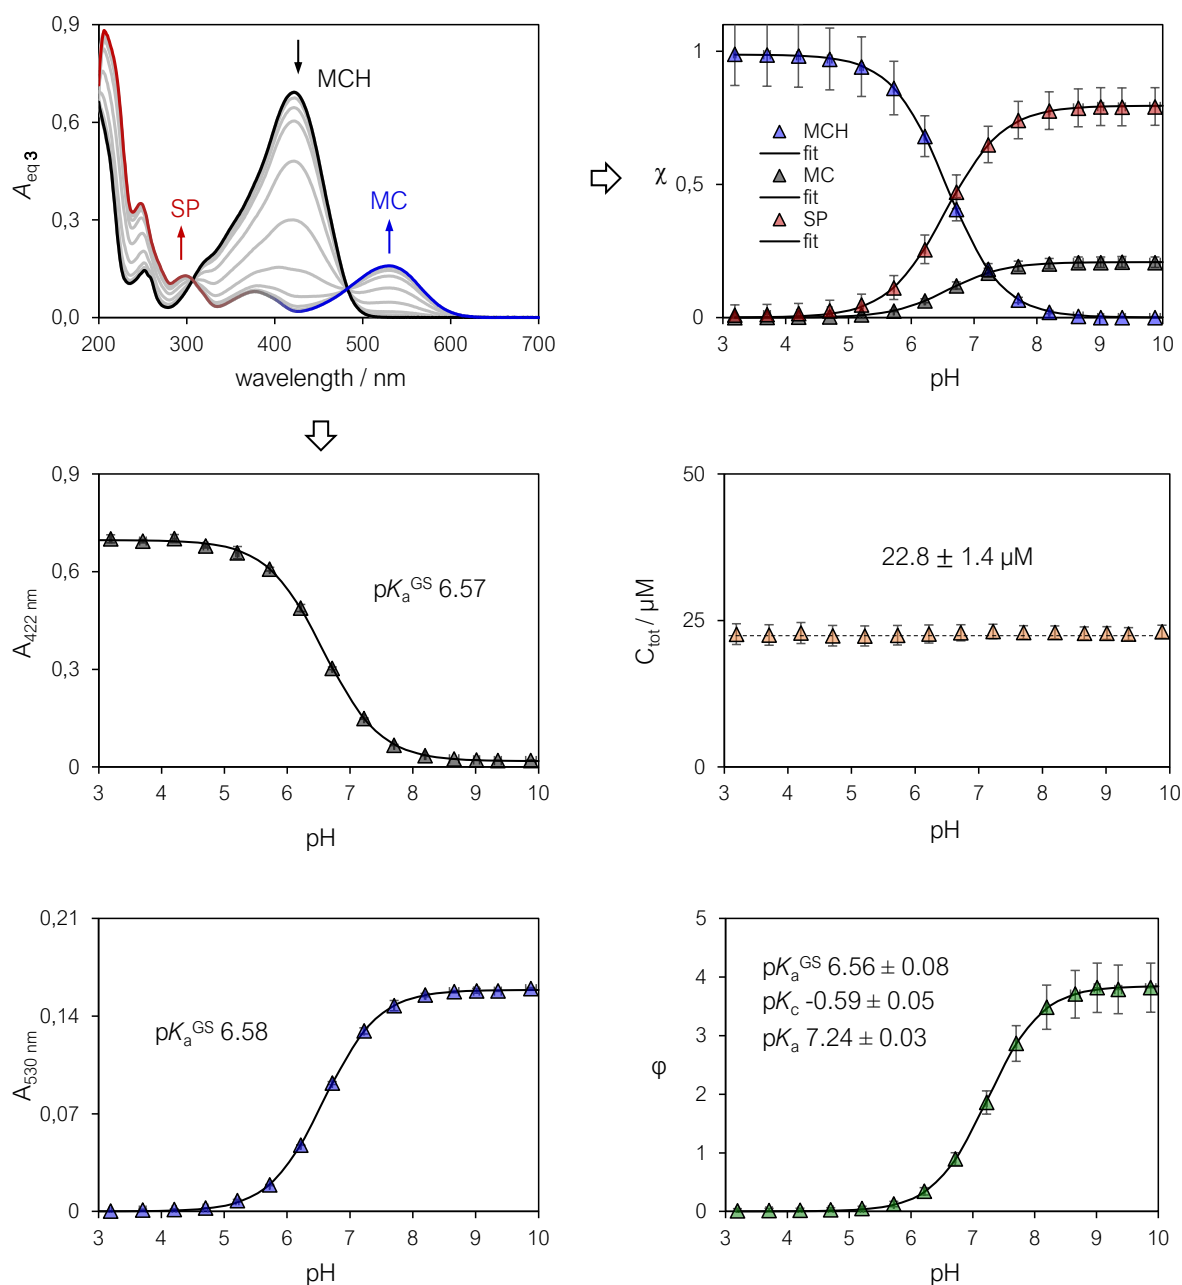 0,9
0,6
0,3
0,0
A_eq 3
MCH
SP
MC
200 300 400 500 600 700
wavelength / nm
1
0,5
0
χ
MCH
fit
MC
fit
SP
fit
3 4 5 6 7 8 9 10
pH
0,9
0,6
0,3
0
A_422 nm
pK_a^GS 6.57
3 4 5 6 7 8 9 10
pH
50
25
0
C_tot / µM
22.8 ± 1.4 µM
3 4 5 6 7 8 9 10
pH
0,21
0,14
0,07
0
A_530 nm
pK_a^GS 6.58
3 4 5 6 7 8 9 10
pH
5
4
3
2
1
0
φ
pK_a^GS 6.56 ± 0.08
pK_c -0.59 ± 0.05
pK_a 7.24 ± 0.03
3 4 5 6 7 8 9 10
pH